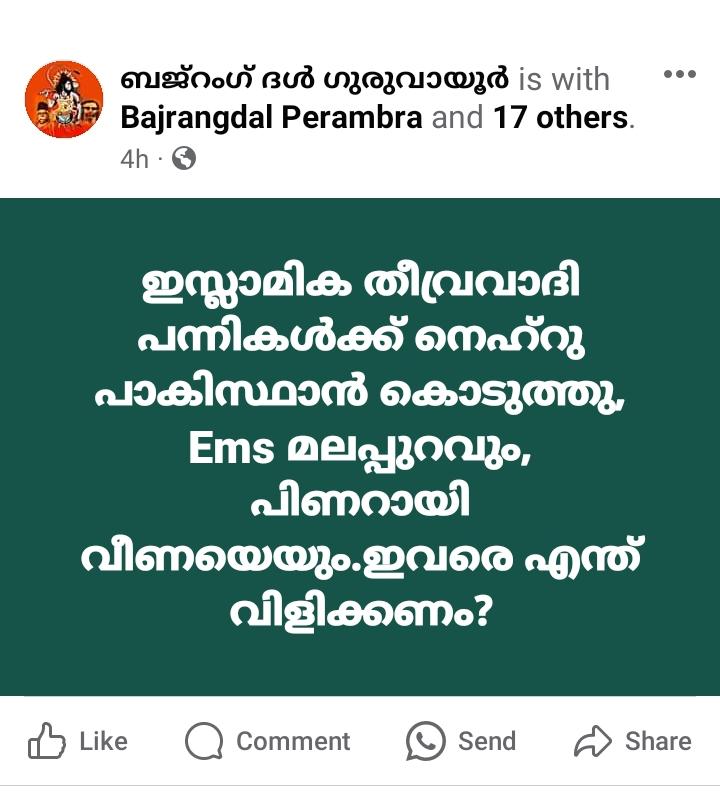 ബജ്റംഗ് ദൾ ഗുരുവായൂർ is with
Bajrangdal Perambra and 17 others.
4h ·
ഇസ്ലാമിക തീവ്രവാദി
പന്നികൾക്ക് നെഹ്റു
പാകിസ്ഥാൻ കൊടുത്തു,
Ems മലപ്പുറവും,
പിണറായി
വീണയെയും.ഇവരെ എന്ത്
വിളിക്കണം?
Like Comment Send Share